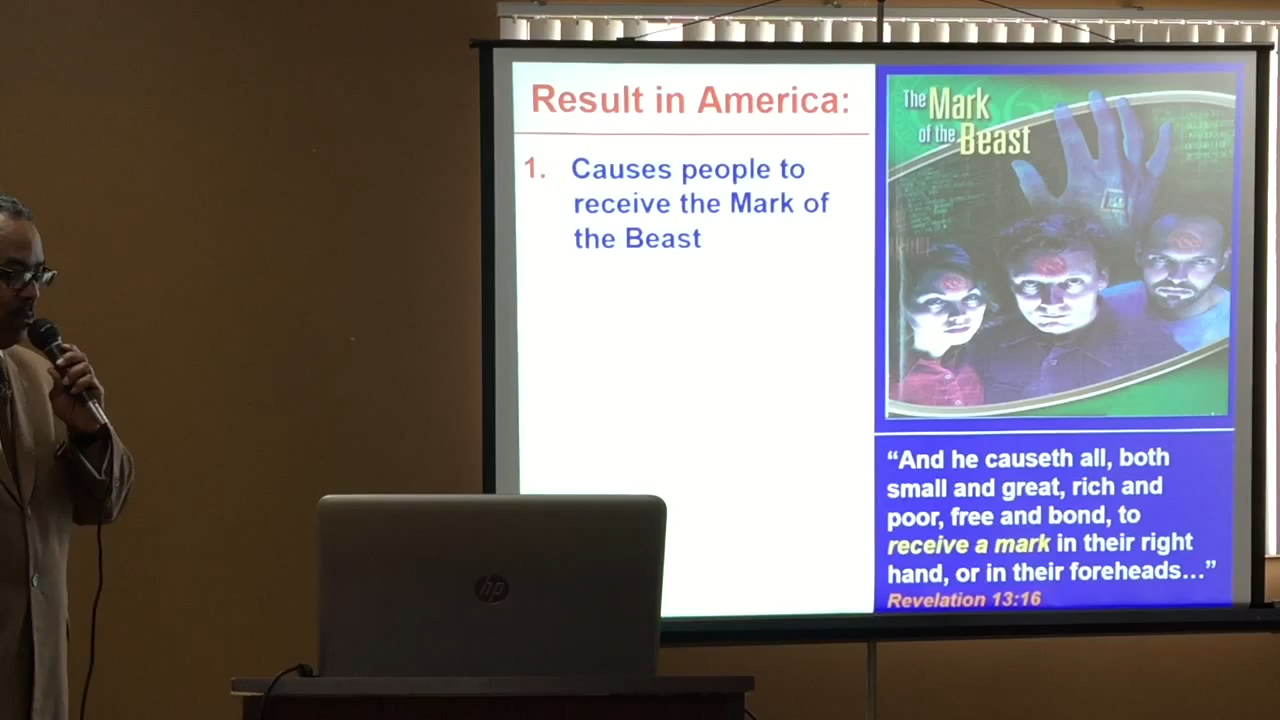 Result in America:
1. Causes people to
receive the Mark of
the Beast
The Mark
of the Beast
“And he causeth all, both
small and great, rich and
poor, free and bond, to
receive a mark in their right
hand, or in their foreheads...”
Revelation 13:16
hp